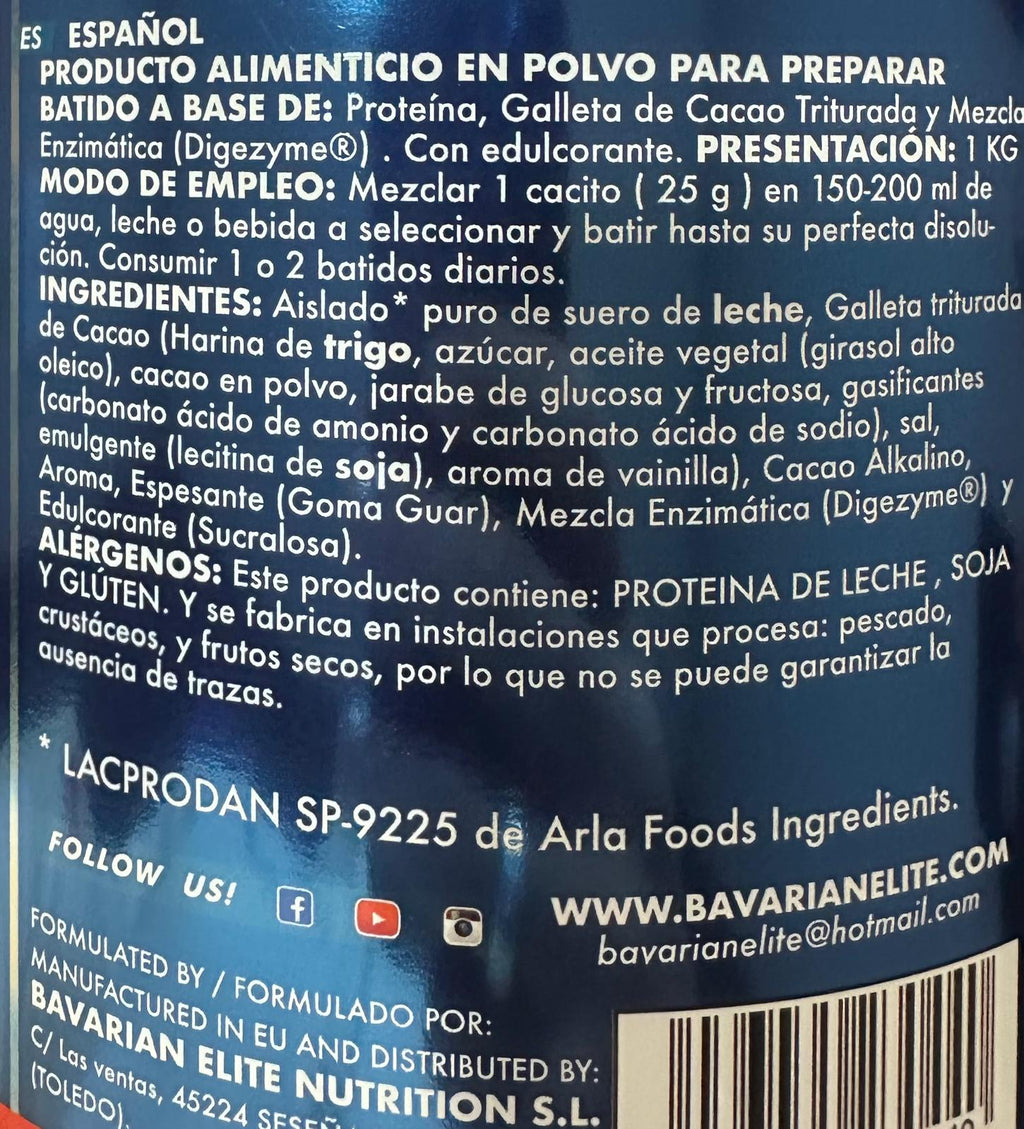 ES ESPAÑOL
PRODUCTO ALIMENTICIO EN POLVO PARA PREPARAR
BATIDO A BASE DE: Proteína, Galleta de Cacao Triturada y Mezcla
Enzimática (Digezyme®) . Con edulcorante. PRESENTACIÓN: 1 KG
MODO DE EMPLEO: Mezclar 1 cacito ( 25 g ) en 150-200 ml de
agua, leche o bebida a seleccionar y batir hasta su perfecta disolu-
ción. Consumir 1 o 2 batidos diarios.
INGREDIENTES: Aislado* puro de suero de leche, Galleta triturada
de Cacao (Harina de trigo, azúcar, aceite vegetal (girasol alto
oleico), cacao en polvo, jarabe de glucosa y fructosa, gasificantes
(carbonato ácido de amonio y carbonato ácido de sodio), sal,
emulgente (lecitina de soja), aroma de vainilla), Cacao Alkalino,
Aroma, Espesante (Goma Guar), Mezcla Enzimática (Digezyme®) y
Edulcorante (Sucralosa).
ALÉRGENOS: Este producto contiene: PROTEINA DE LECHE , SOJA
Y GLÚTEN. Y se fabrica en instalaciones que procesa: pescado,
crustáceos, y frutos secos, por lo que no se puede garantizar la
ausencia de trazas.
* LACPRODAN SP-9225 de Arla Foods Ingredients.
FOLLOW US!
WWW.BAVARIANELITE.COM
bavarianelite@hotmail.com
FORMULATED BY / FORMULADO POR:
MANUFACTURED IN EU AND DISTRIBUTED BY:
BAVARIAN ELITE NUTRITION S.L.
C/ Las ventas, 45224
(TOLEDO).